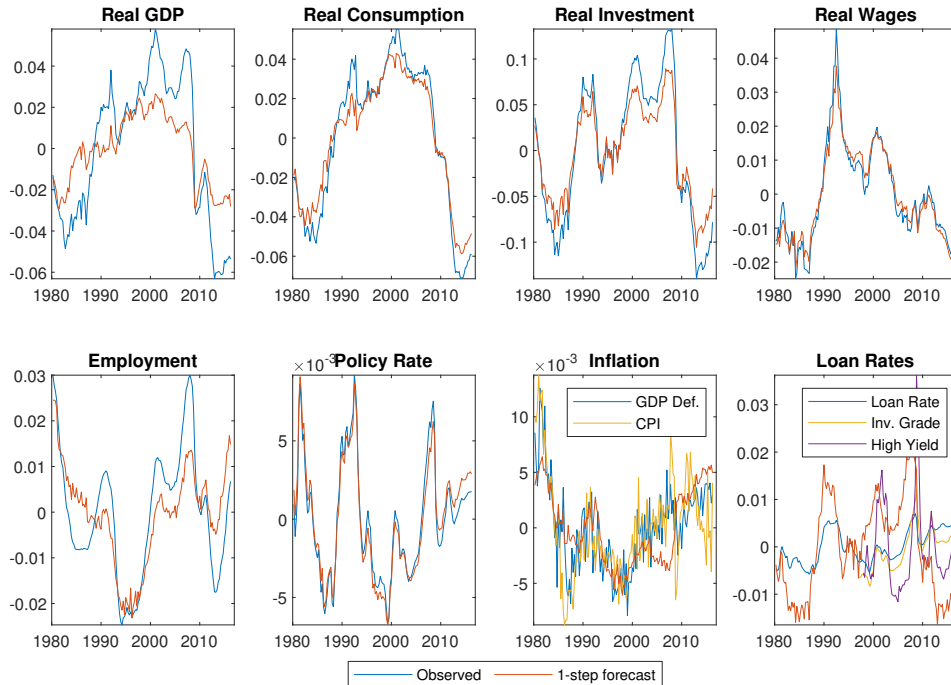 Real GDP
0.04
0.02
0
-0.02
-0.04
-0.06
1980 1990 2000 2010
Real Consumption
0.04
0.02
0
-0.02
-0.04
-0.06
1980 1990 2000 2010
Real Investment
0.1
0.05
0
-0.05
-0.1
1980 1990 2000 2010
Real Wages
0.04
0.03
0.02
0.01
0
-0.01
-0.02
1980 1990 2000 2010
Employment
0.03
0.02
0.01
0
-0.01
-0.02
1980 1990 2000 2010
Policy Rate
×10⁻³
5
0
-5
1980 1990 2000 2010
Inflation
×10⁻³
10
5
0
-5
GDP Def.
CPI
1980 1990 2000 2010
Loan Rates
0.03
0.02
0.01
0
-0.01
Loan Rate
Inv. Grade
High Yield
1980 1990 2000 2010
Observed 1-step forecast